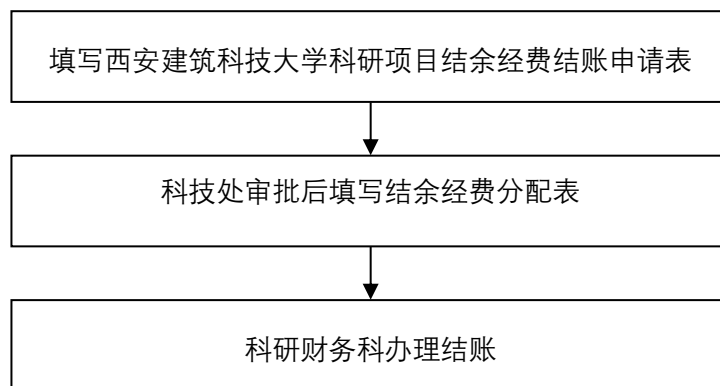 填写西安建筑科技大学科研项目结余经费结账申请表
科技处审批后填写结余经费分配表
科研财务科办理结账